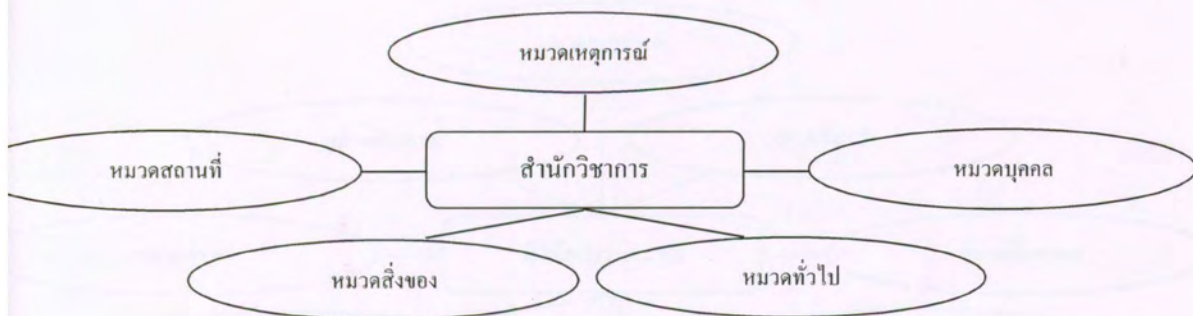 หมวดเหตุการณ์
หมวดสถานที่
สำนักวิชาการ
หมวดบุคคล
หมวดสิ่งของ
หมวดทั่วไป